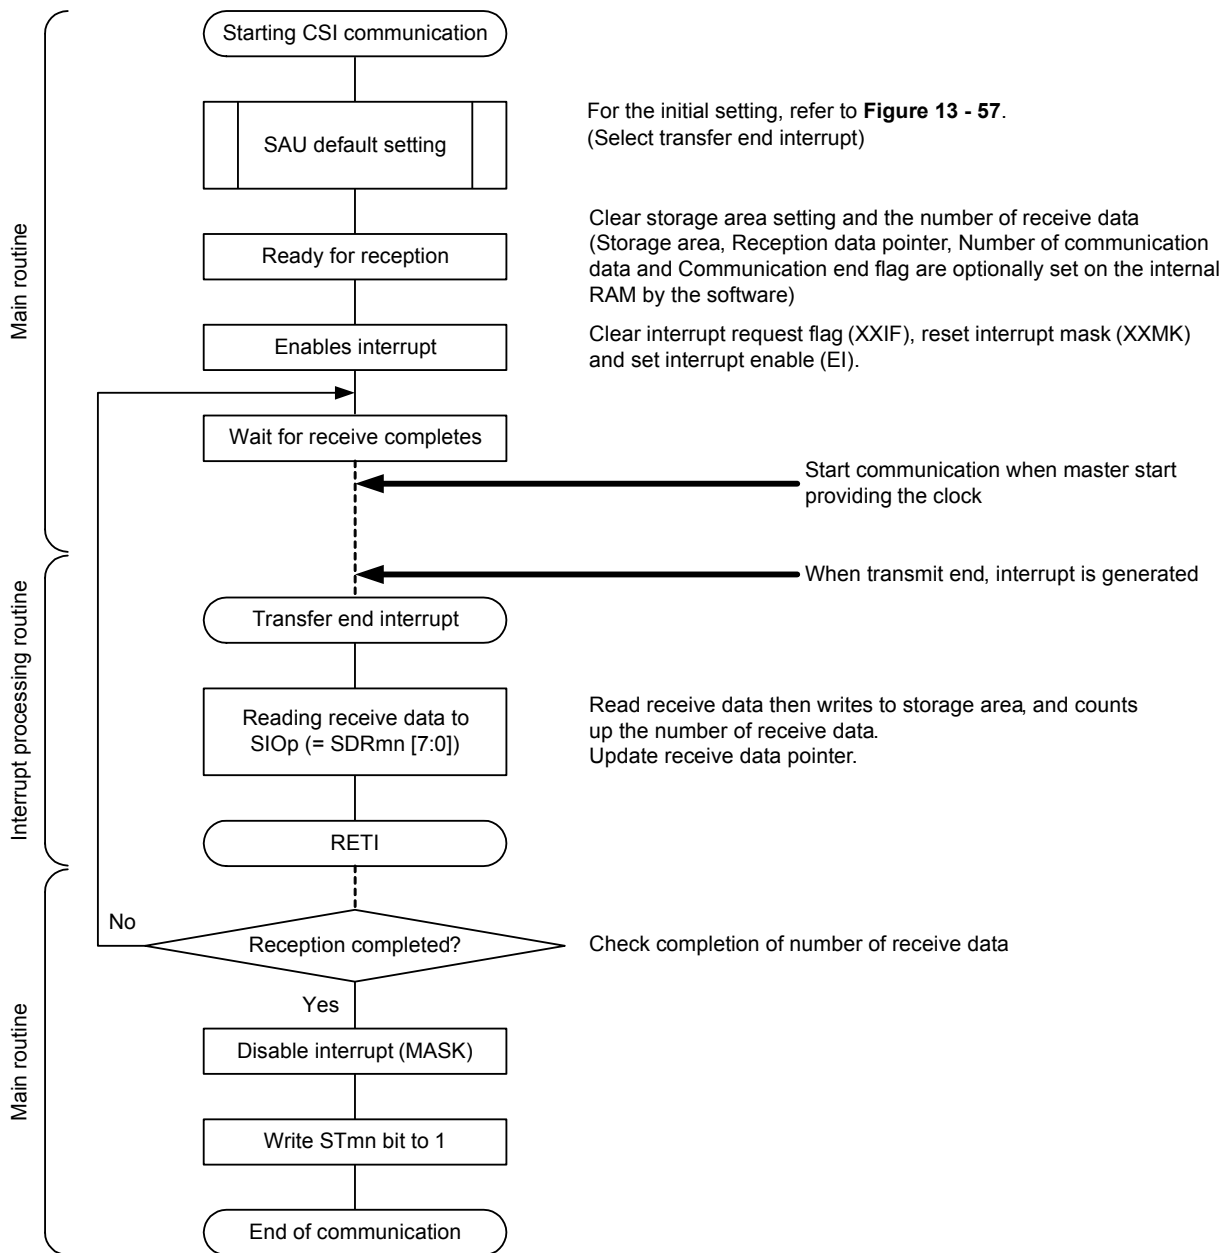 Starting CSI communication
For the initial setting, refer to Figure 13 - 57.
(Select transfer end interrupt)
SAU default setting
Clear storage area setting and the number of receive data
(Storage area, Reception data pointer, Number of communication
data and Communication end flag are optionally set on the internal
RAM by the software)
Ready for reception
Main routine
Clear interrupt request flag (XXIF), reset interrupt mask (XXMK)
and set interrupt enable (EI).
Enables interrupt
Wait for receive completes
Start communication when master start
providing the clock
When transmit end, interrupt is generated
Transfer end interrupt
Interrupt processing routine
Reading receive data to
SIOp (= SDRmn [7:0])
Read receive data then writes to storage area, and counts
up the number of receive data.
Update receive data pointer.
RETI
No
Reception completed?
Check completion of number of receive data
Yes
Main routine
Disable interrupt (MASK)
Write STmn bit to 1
End of communication